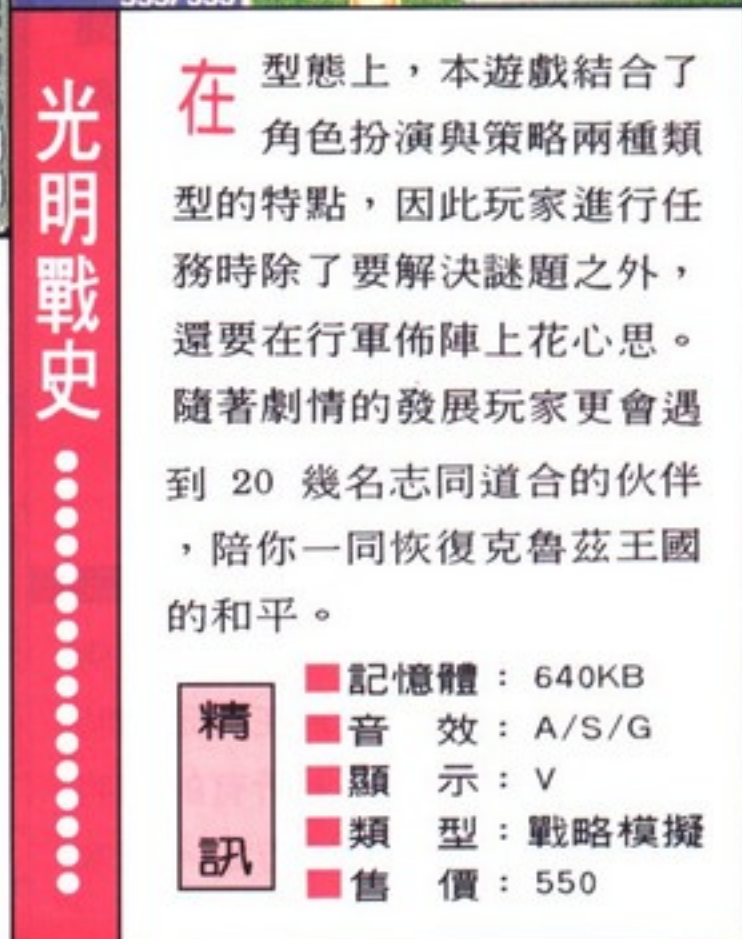 光明戰史
在型態上，本遊戲結合了
角色扮演與策略兩種類
型的特點，因此玩家進行任
務時除了要解決謎題之外，
還要在行軍佈陣上花心思。
隨著劇情的發展玩家更會遇
到 20 幾名志同道合的伙伴
，陪你一同恢復克魯茲王國
的和平。
精訊
■記憶體：640KB
■音　效：A/S/G
■顯　示：V
■類　型：戰略模擬
■售　價：550